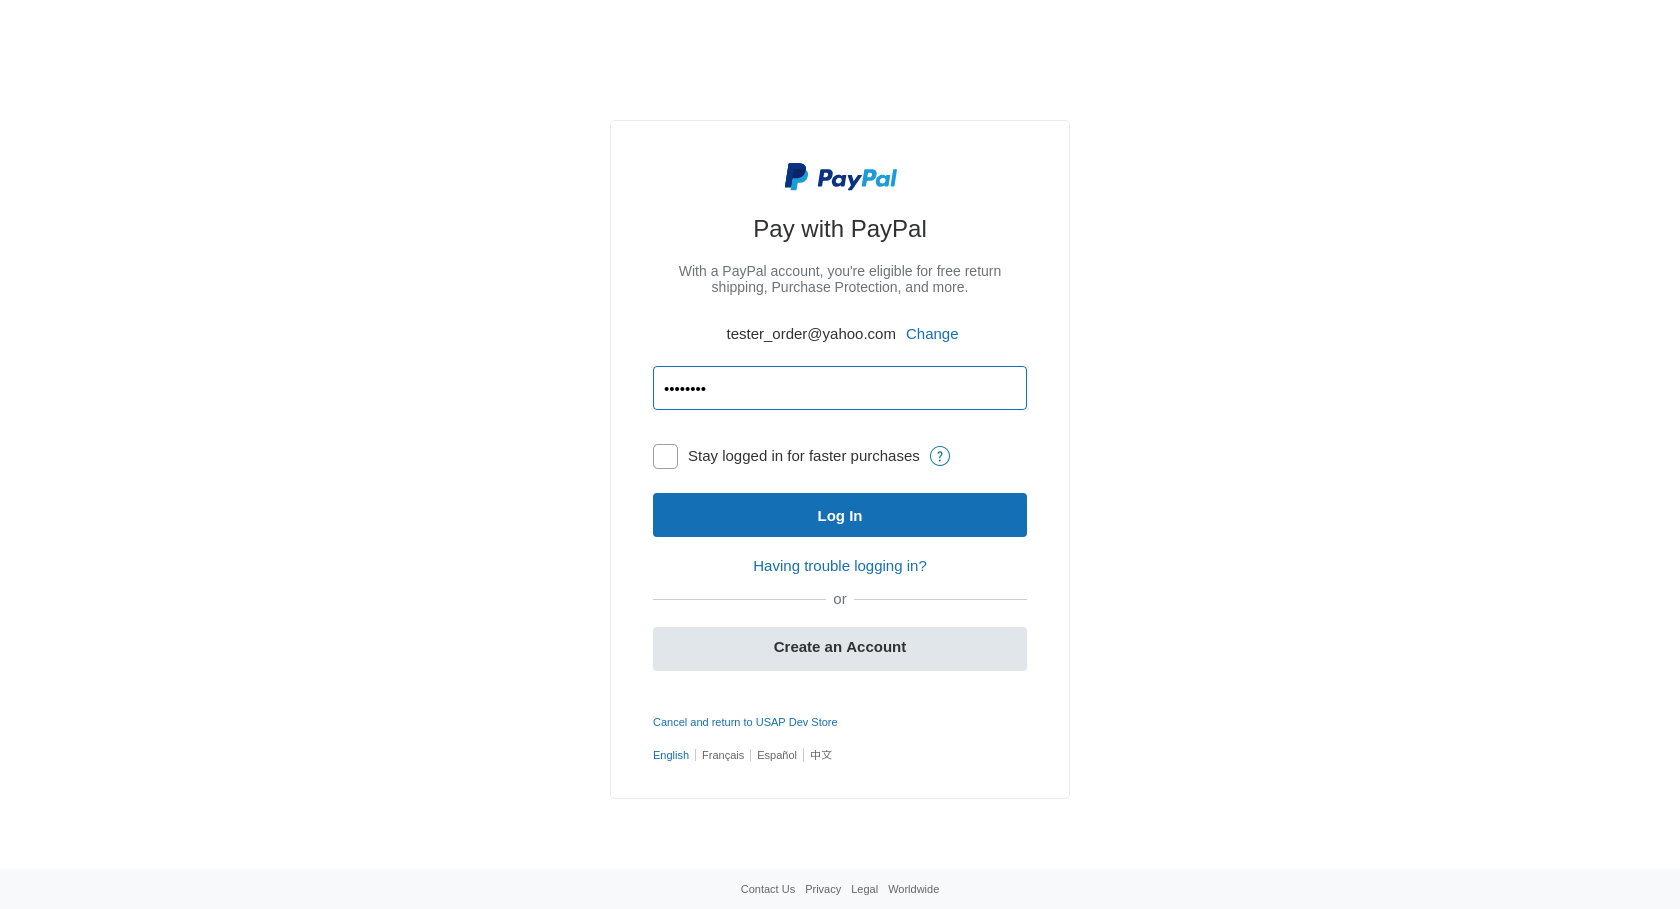 PayPal
Pay with PayPal
With a PayPal account, you're eligible for free return
shipping, Purchase Protection, and more.
tester_order@yahoo.com Change
••••••••
Stay logged in for faster purchases ?
Log In
Having trouble logging in?
or
Create an Account
Cancel and return to USAP Dev Store
English Français Español 中文
Contact Us Privacy Legal Worldwide